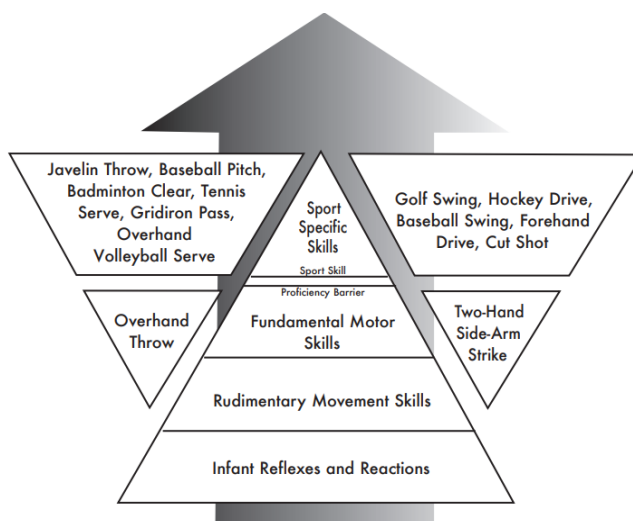 Javelin Throw, Baseball Pitch,
Badminton Clear, Tennis
Serve, Gridiron Pass,
Overhand
Volleyball Serve
Golf Swing, Hockey Drive,
Baseball Swing, Forehand
Drive, Cut Shot
Sport
Specific
Skills
Sport Skill
Proficiency Barrier
Overhand
Throw
Fundamental Motor
Skills
Two-Hand
Side-Arm
Strike
Rudimentary Movement Skills
Infant Reflexes and Reactions